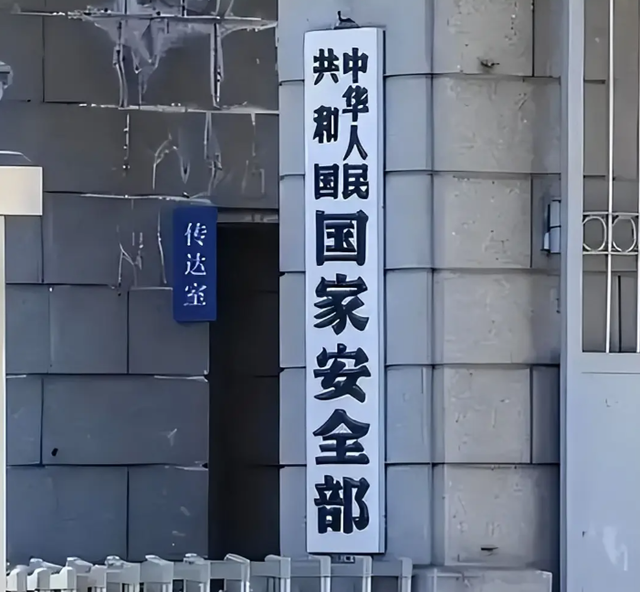 中华人民
共和国
国家安全部
传达室